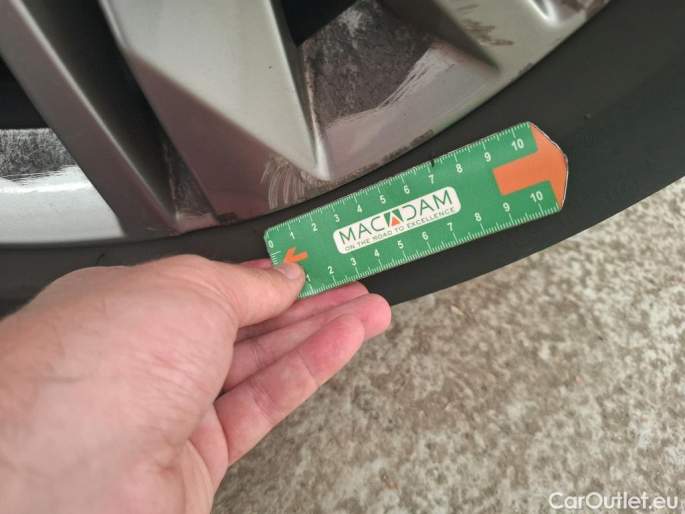 0 1 2 3 4 5 6 7 8 9 10
MACADAM
ON THE ROAD TO EXCELLENCE
1 2 3 4 5 6 7 8 9 10
CarOutlet.eu